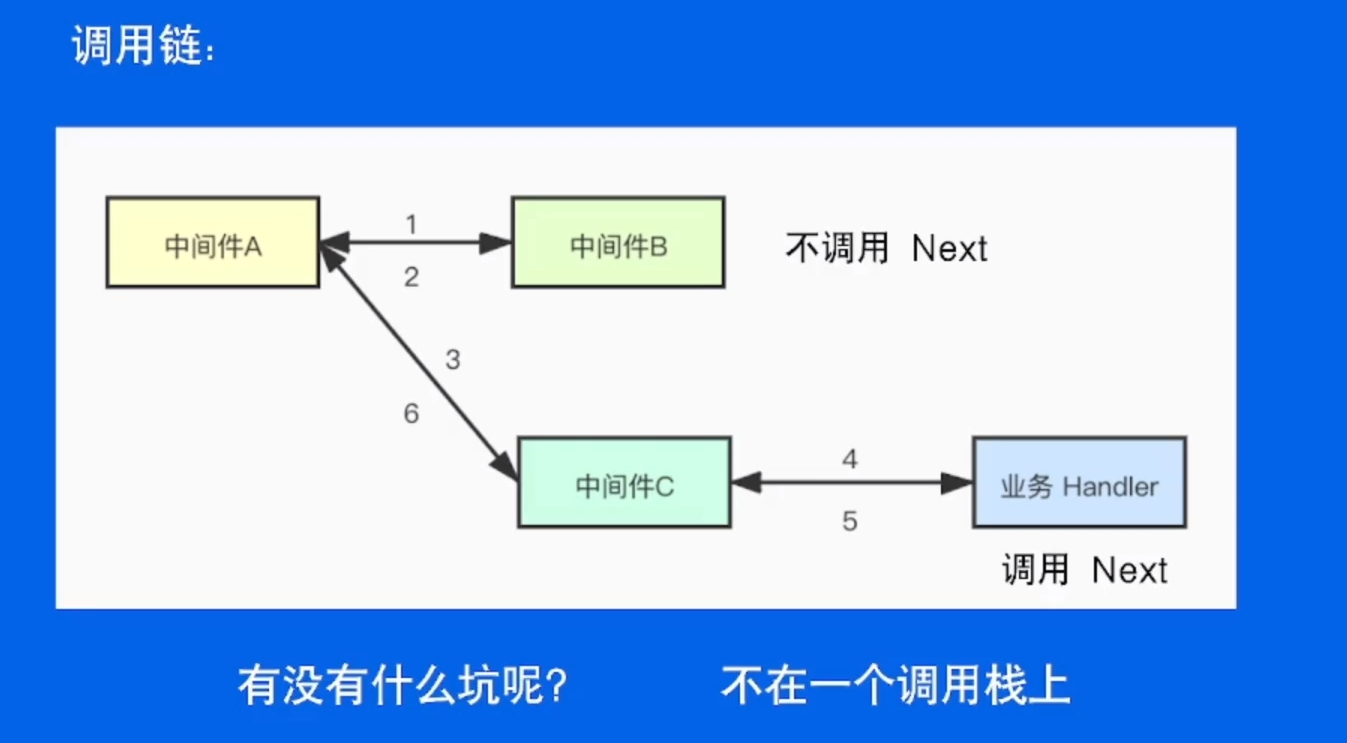 调用链：
1
中间件A
中间件B
不调用 Next
2
3
6
4
中间件C
业务 Handler
5
调用 Next
有没有什么坑呢？
不在一个调用栈上